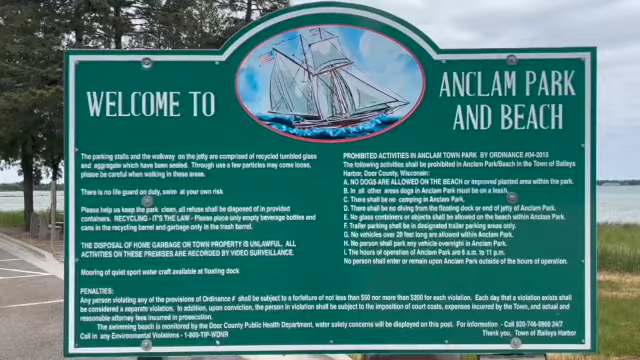 WELCOME TO
ANCLAM PARK
AND BEACH
The parking stalls and the walkway on the jetty are comprised of recycled tumbled glass
and aggregate which have been sealed. Through use a few particles may come loose,
please be careful when walking in these areas.
There is no life guard on duty, swim at your own risk
Please help us keep the park clean, all refuse shall be disposed of in provided
containers. RECYCLING - IT'S THE LAW - Please place only empty beverage bottles and
cans in the recycling barrel and garbage only in the trash barrel.
THE DISPOSAL OF HOME GARBAGE ON TOWN PROPERTY IS UNLAWFUL. ALL
ACTIVITIES ON THESE PREMISES ARE RECORDED BY VIDEO SURVEILLANCE.
Mooring of quiet sport water craft available at floating dock
PROHIBITED ACTIVITIES IN ANCLAM TOWN PARK BY ORDINANCE #04-2015
The following activities shall be prohibited in Anclam Park/Beach in the Town of Baileys
Harbor, Door County, Wisconsin:
A. NO DOGS ARE ALLOWED ON THE BEACH or improved planted area within the park.
B. In all other areas dogs in Anclam Park must be on a leash.
C. There shall be no camping in Anclam Park.
D. There shall be no diving from the floating dock or end of jetty of Anclam Park.
E. No glass containers or objects shall be allowed on the beach within Anclam Park.
F. Trailer parking shall be in designated trailer parking areas only.
G. No vehicles over 20 feet long are allowed within Anclam Park.
H. No person shall park any vehicle overnight in Anclam Park.
I. The hours of operation of Anclam Park are 6 a.m. to 11 p.m.
No person shall enter or remain upon Anclam Park outside of the hours of operation.
PENALTIES:
Any person violating any of the provisions of Ordinance # shall be subject to a forfeiture of not less than $50 nor more than $200 for each violation. Each day that a violation exists shall
be considered a separate violation. In addition, upon conviction, the person in violation shall be subject to the imposition of court costs, expenses incurred by the Town, and actual and
reasonable attorney fees incurred in prosecution.
The swimming beach is monitored by the Door County Public Health Department, water safety concerns will be displayed on this post. For information - Call 920-746-5960 24/7
Call in any Environmental Violations - 1-800-TIP-WDNR
Thank you, Town of Baileys Harbor